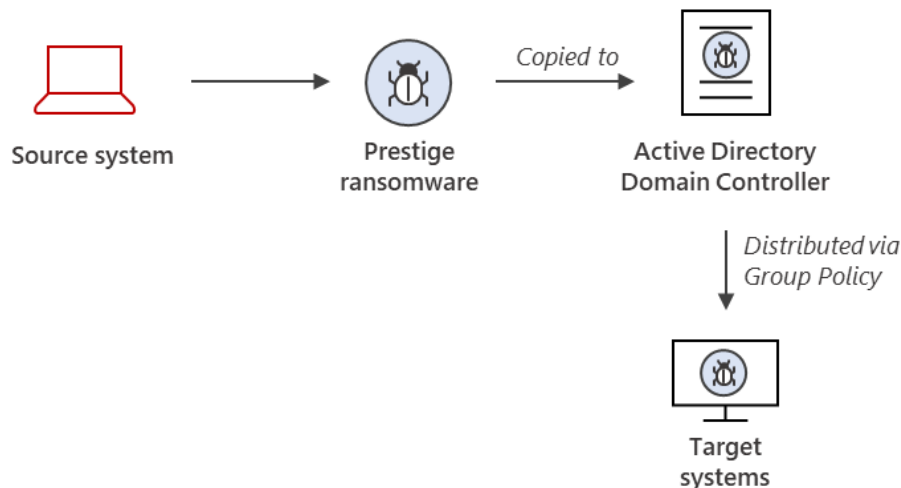 Source system
Prestige
ransomware
Copied to
Active Directory
Domain Controller
Distributed via
Group Policy
Target
systems